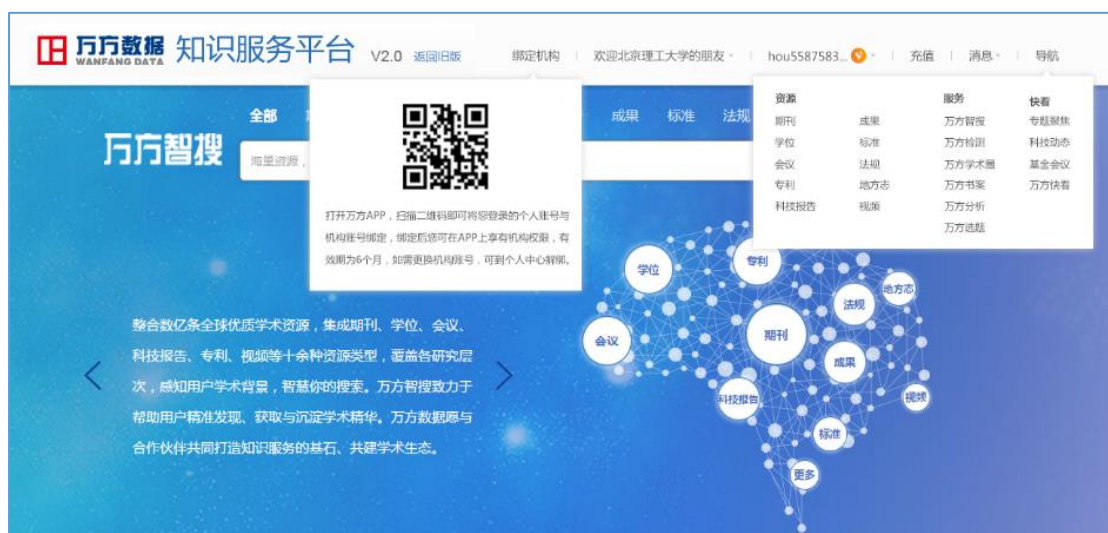 万方数据 知识服务平台 V2.0 返回旧版 绑定机构 欢迎北京理工大学的朋友 hou5587583... V 充值 消息 导航
WANFANG DATA
全部 成果 标准 法规
万方智搜
海量资源,
打开万方APP,扫描二维码即可将您登录的个人账号与
机构账号绑定,绑定后您可在APP上享有机构权限,有
效期为6个月,如需更换机构账号,可到个人中心解绑。
资源 服务 快看
期刊 成果 万方智搜 专题聚焦
学位 标准 万方检测 科技动态
会议 法规 万方学术圈 基金会议
专利 地方志 万方书案 万方快看
科技报告 视频 万方分析
万方选题
整合数亿条全球优质学术资源,集成期刊、学位、会议、
科技报告、专利、视频等十余种资源类型,覆盖各研究层
次,感知用户学术背景,智慧你的搜索。万方智搜致力于
帮助用户精准发现、获取与沉淀学术精华。万方数据愿与
合作伙伴共同打造知识服务的基石、共建学术生态。
学位
专利
地方志
法规
期刊
会议
成果
科技报告
视频
标准
更多